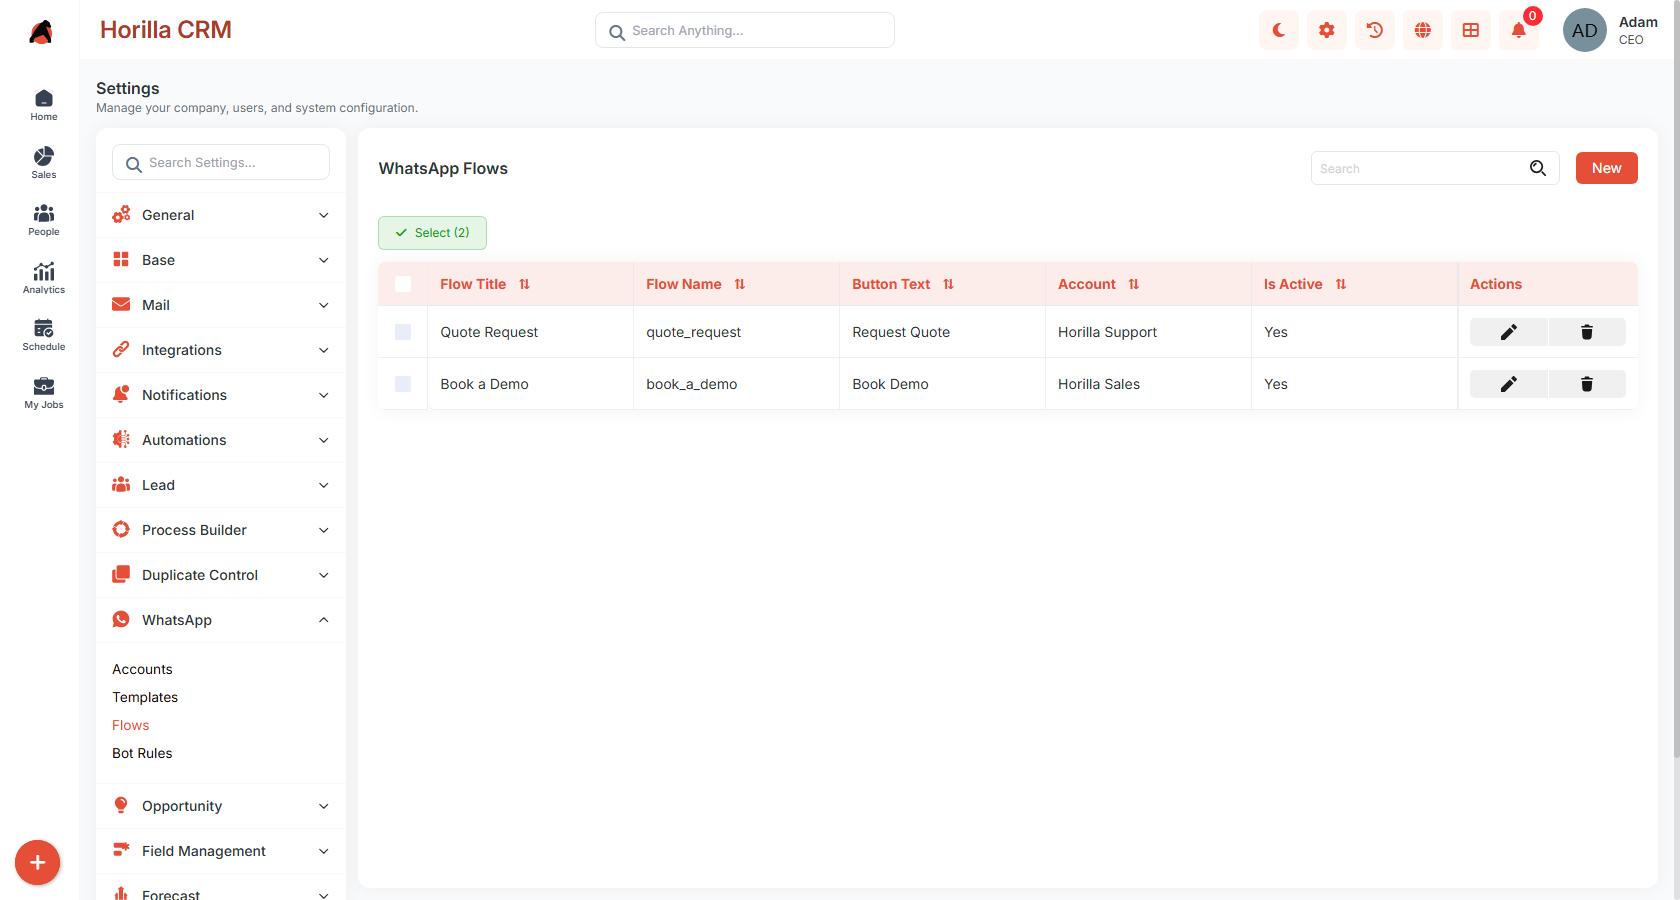 Horilla CRM
Search Anything...
0
AD
Adam
CEO
Home
Sales
People
Analytics
Schedule
My Jobs
Settings
Manage your company, users, and system configuration.
Search Settings...
General
Base
Mail
Integrations
Notifications
Automations
Lead
Process Builder
Duplicate Control
WhatsApp
Accounts
Templates
Flows
Bot Rules
Opportunity
Field Management
Forecast
WhatsApp Flows
Search
New
Select (2)
Flow Title Flow Name Button Text Account Is Active Actions
Quote Request quote_request Request Quote Horilla Support Yes
Book a Demo book_a_demo Book Demo Horilla Sales Yes